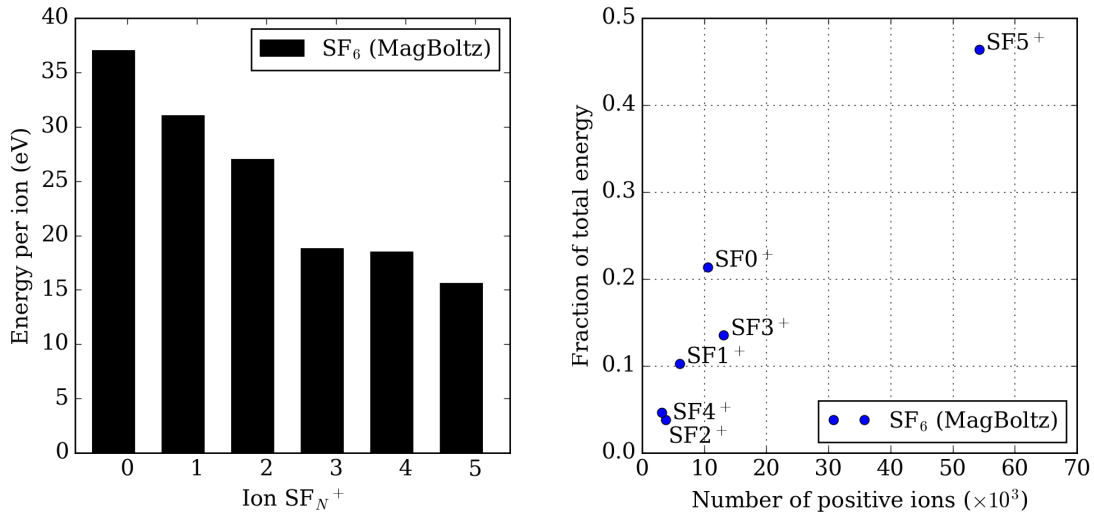 40
35
30
25
20
15
10
5
0
Energy per ion (eV)
SF₆ (MagBoltz)
0 1 2 3 4 5
Ion SF_N⁺
0.5
0.4
0.3
0.2
0.1
0.0
Fraction of total energy
SF5⁺
SF0⁺
SF3⁺
SF1⁺
SF4⁺
SF2⁺
SF₆ (MagBoltz)
0 10 20 30 40 50 60 70
Number of positive ions (×10³)